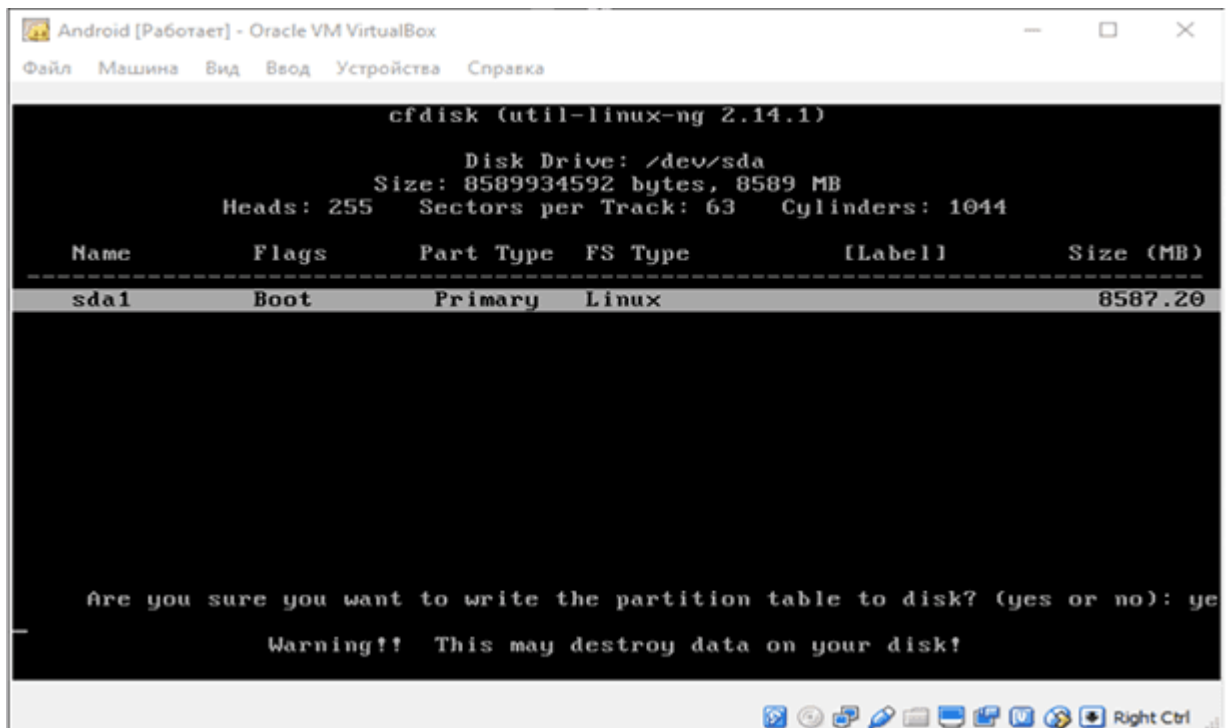 Android [Работает] - Oracle VM VirtualBox
Файл Машина Вид Ввод Устройства Справка
cfdisk (util-linux-ng 2.14.1)
Disk Drive: /dev/sda
Size: 8589934592 bytes, 8589 MB
Heads: 255 Sectors per Track: 63 Cylinders: 1044
Name Flags Part Type FS Type [Label] Size (MB)
sda1 Boot Primary Linux 8587.20
Are you sure you want to write the partition table to disk? (yes or no): ye
Warning!! This may destroy data on your disk!
Right Ctrl